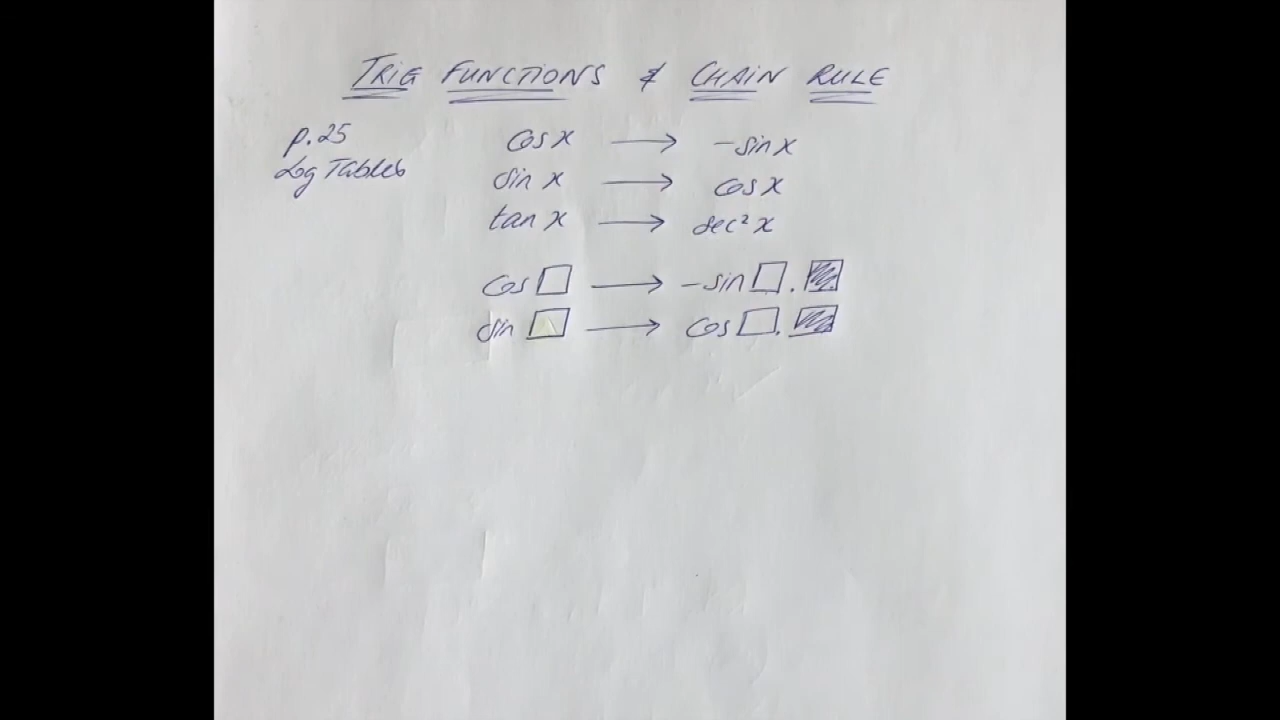 TRIG FUNCTIONS & CHAIN RULE
p.25
Log Tables
cos x → -sin x
sin x → cos x
tan x → sec² x
cos □ → -sin □ . ▨
sin □ → cos □ . ▨